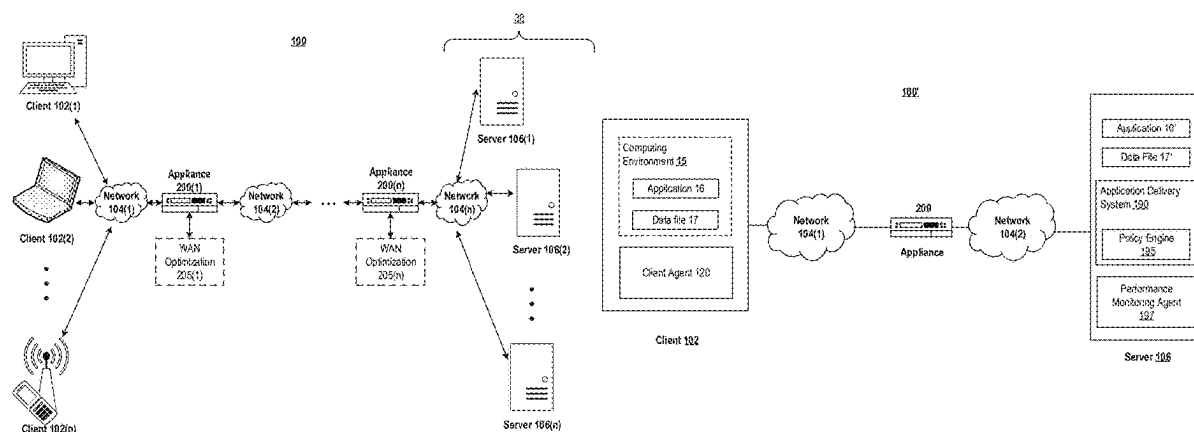 100
38
Client 102(1)
Server 106(1)
Client 102(2)
Network
104(1)
Appliance
200(1)
WAN
Optimization
205(1)
Network
104(2)
Appliance
200(n)
WAN
Optimization
205(n)
Network
104(n)
Server 106(2)
Server 106(n)
Client 102(n)
100'
Computing
Environment 15
Application 16
Data file 17
Client Agent 120
Client 102
Network
104(1)
200
Appliance
Network
104(2)
Data File 17'
Application Delivery
System 190
Policy Engine
195
Performance
Monitoring Agent
197
Server 106